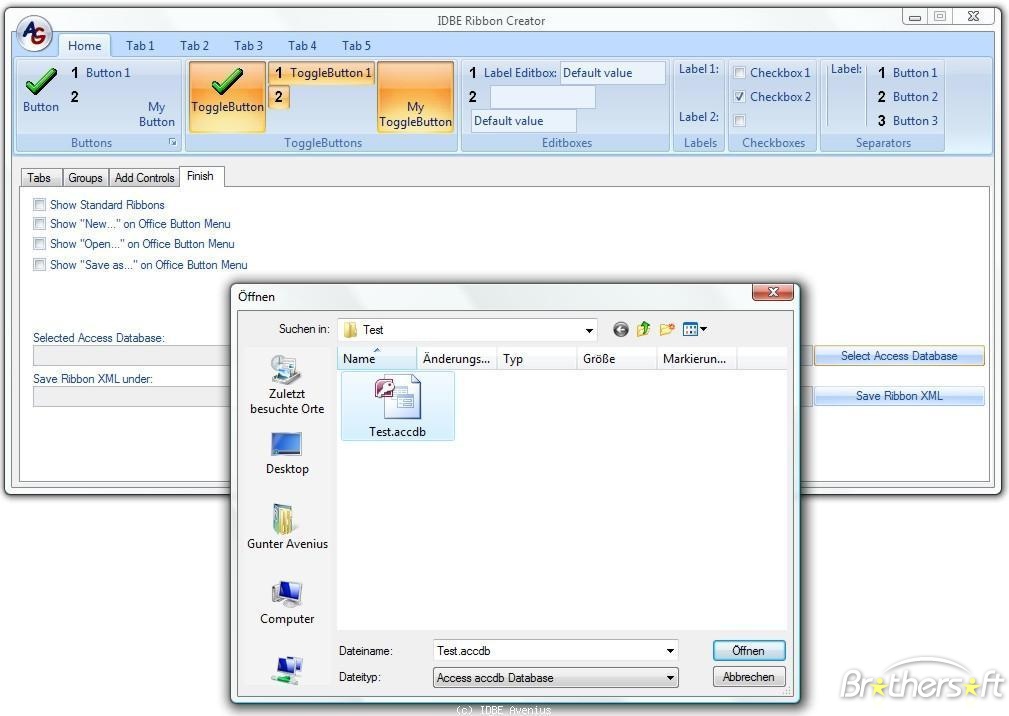 IDBE Ribbon Creator
AG
Home Tab 1 Tab 2 Tab 3 Tab 4 Tab 5
Button
1 Button 1
2
My Button
Buttons
ToggleButton
1 ToggleButton 1
2
My ToggleButton
ToggleButtons
1 Label Editbox: Default value
2
Default value
Editboxes
Label 1:
Label 2:
Labels
Checkbox 1
Checkbox 2
Checkboxes
Label:
1 Button 1
2 Button 2
3 Button 3
Separators
Tabs Groups Add Controls Finish
Show Standard Ribbons
Show "New..." on Office Button Menu
Show "Open..." on Office Button Menu
Show "Save as..." on Office Button Menu
Selected Access Database:
Select Access Database
Save Ribbon XML under:
Save Ribbon XML
Öffnen
Suchen in: Test
Name Änderungs... Typ Größe Markierun...
Test.accdb
Zuletzt
besuchte Orte
Desktop
Gunter Avenius
Computer
Dateiname: Test.accdb Öffnen
Dateityp: Access accdb Database Abbrechen
Brothersoft
(c) IDBE Avenius